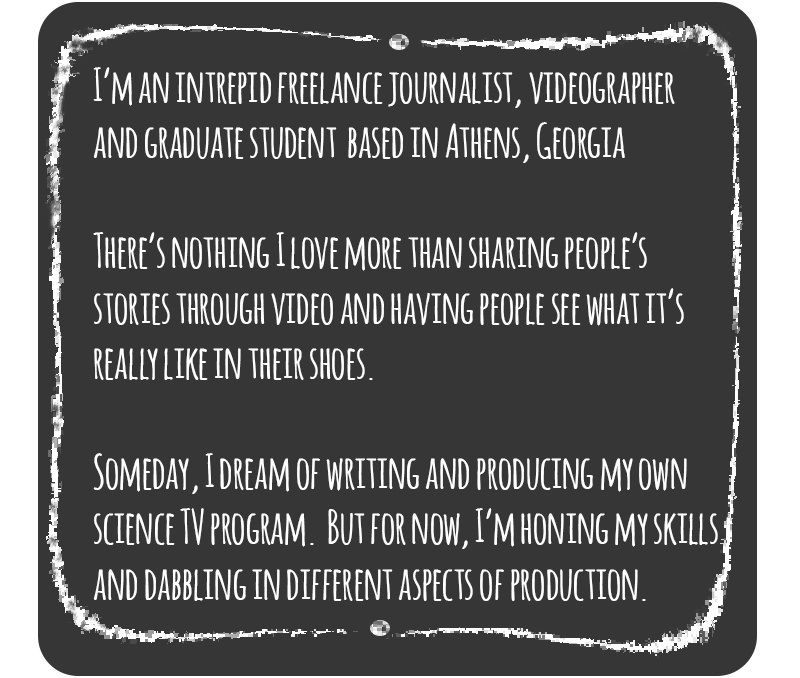 I'm an intrepid freelance journalist, videographer
and graduate student based in Athens, Georgia
There's nothing I love more than sharing people's
stories through video and having people see what it's
really like in their shoes.
Someday, I dream of writing and producing my own
science TV program. But for now, I'm honing my skills
and dabbling in different aspects of production.